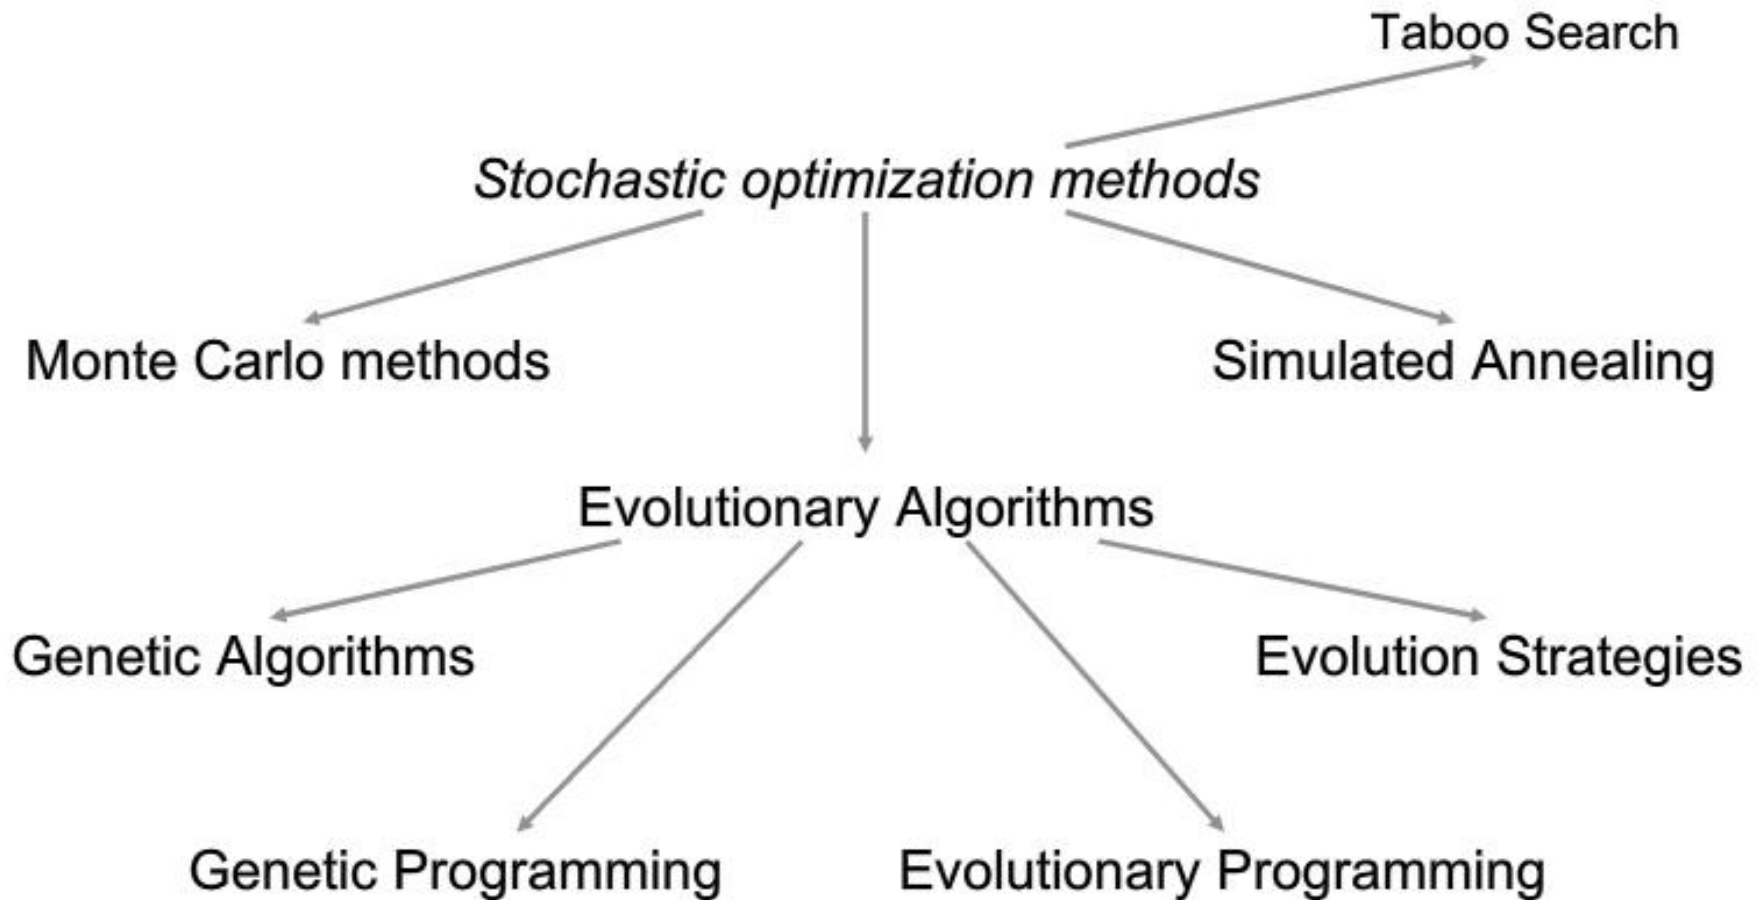 Taboo Search
Stochastic optimization methods
Monte Carlo methods
Simulated Annealing
Evolutionary Algorithms
Genetic Algorithms
Evolution Strategies
Genetic Programming
Evolutionary Programming